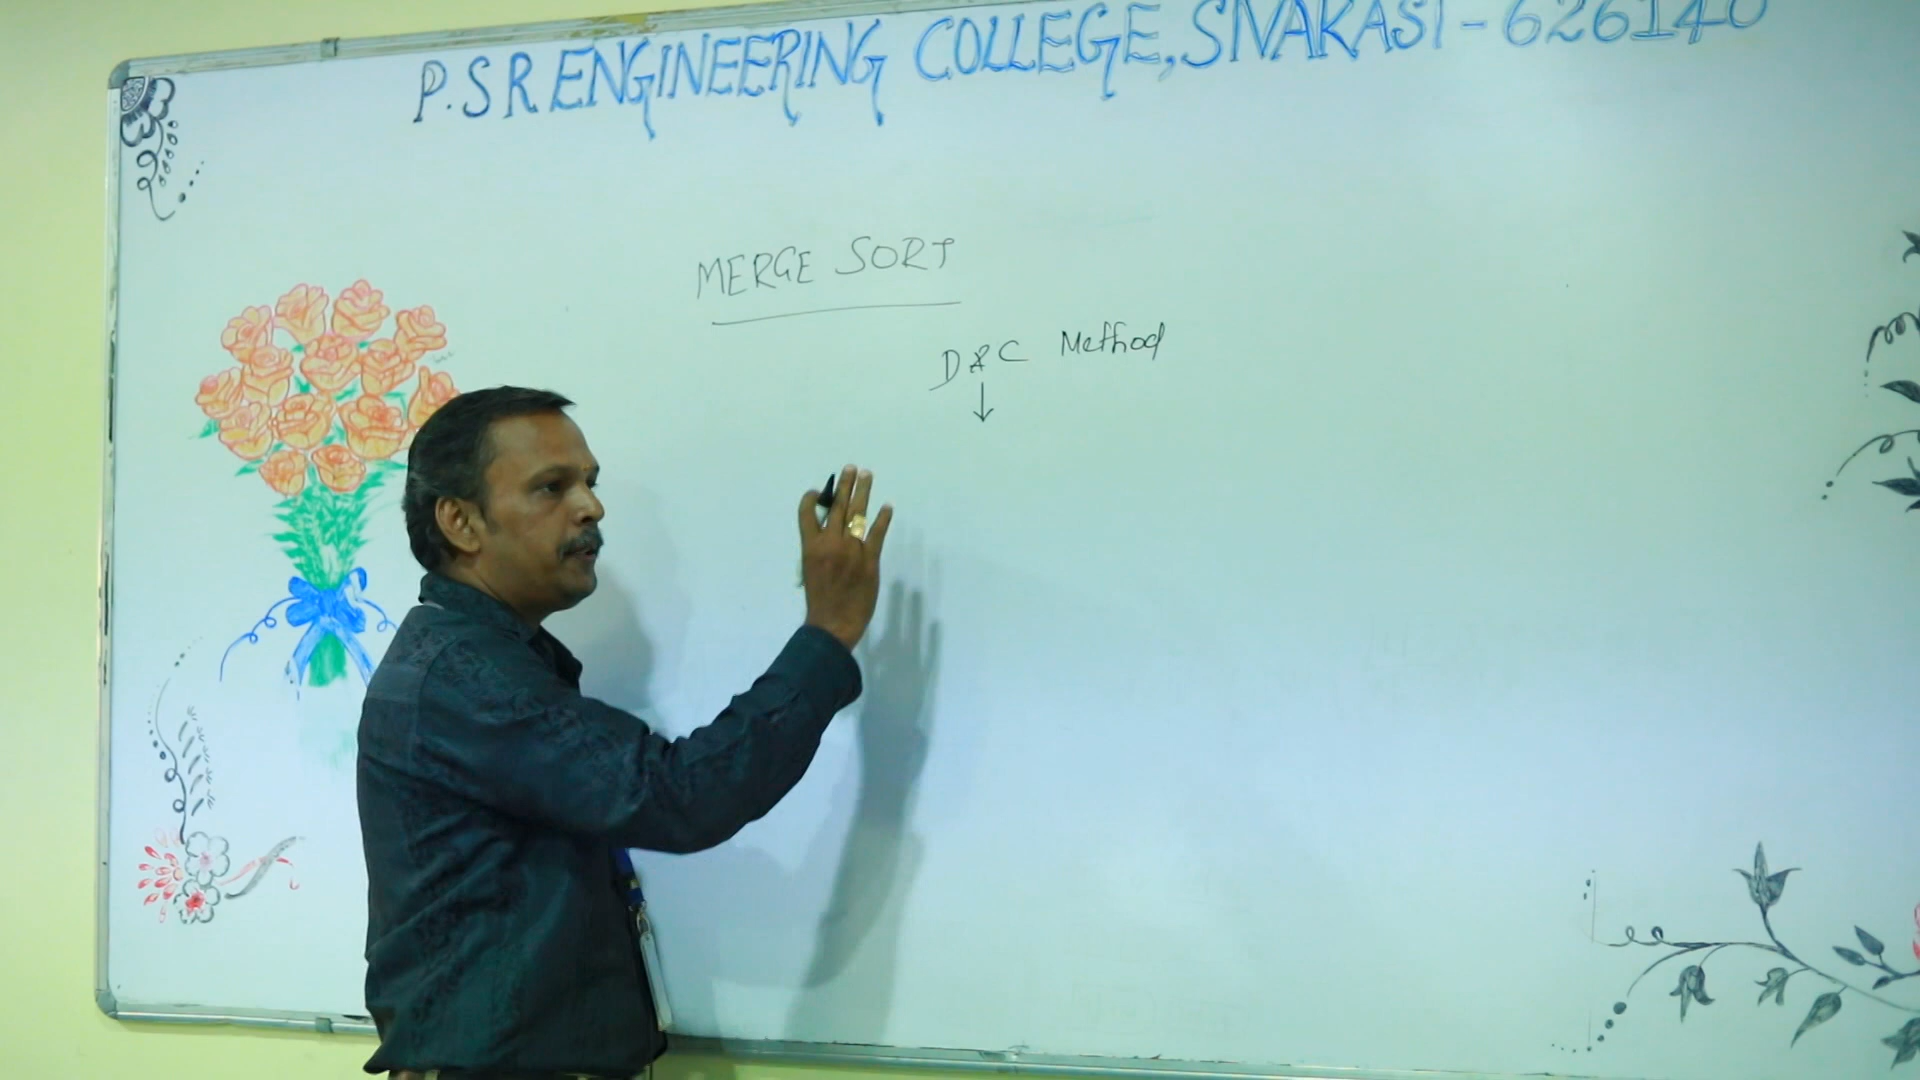 P.S.R ENGINEERING COLLEGE, SIVAKASI - 626140
MERGE SORT
D & C Method